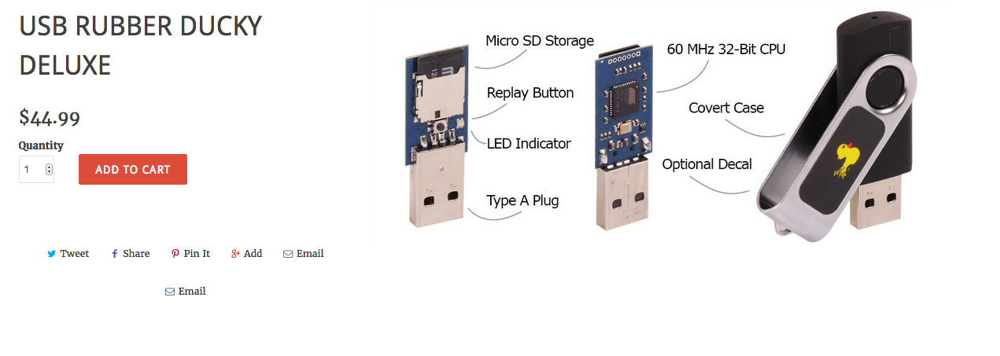 USB RUBBER DUCKY
DELUXE
$44.99
Quantity
1
ADD TO CART
Tweet
Share
Pin It
Add
Email
Email
Micro SD Storage
Replay Button
LED Indicator
Type A Plug
60 MHz 32-Bit CPU
Covert Case
Optional Decal